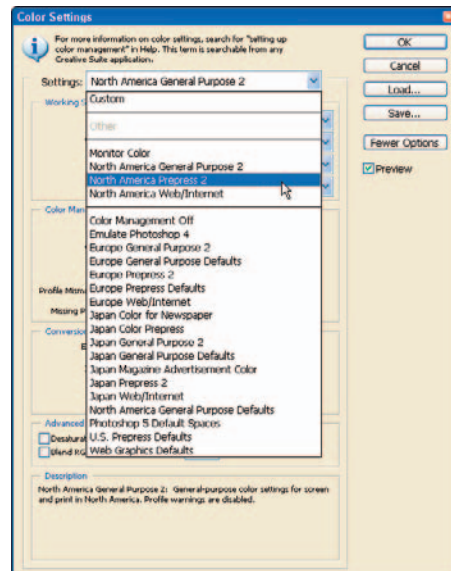 Color Settings
For more information on color settings, search for "setting up
color management" in Help. This term is searchable from any
Creative Suite application.
OK
Cancel
Load...
Save...
Fewer Options
Preview
Settings: North America General Purpose 2
Working S
Custom
Other
Monitor Color
North America General Purpose 2
North America Prepress 2
North America Web/Internet
Color Man
Color Management Off
Emulate Photoshop 4
Europe General Purpose 2
Europe General Purpose Defaults
Europe Prepress 2
Profile Mism
Europe Prepress Defaults
Europe Web/Internet
Missing P
Japan Color for Newspaper
Japan Color Prepress
Conversio
Japan General Purpose 2
Japan General Purpose Defaults
Japan Magazine Advertisement Color
Japan Prepress 2
Japan Web/Internet
North America General Purpose Defaults
Advanced
Photoshop 5 Default Spaces
Desatura
U.S. Prepress Defaults
Blend RG
Web Graphics Defaults
Description
North America General Purpose 2: General-purpose color settings for screen
and print in North America. Profile warnings are disabled.